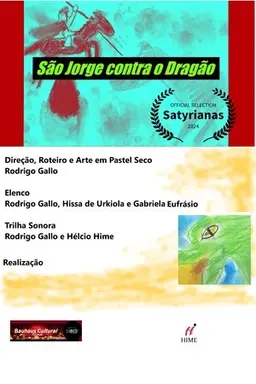 São Jorge contra o Dragão
OFFICIAL SELECTION
Satyrianas
2024
Direção, Roteiro e Arte em Pastel Seco
Rodrigo Gallo
Elenco
Rodrigo Gallo, Hissa de Urkiola e Gabriela Eufrásio
Trilha Sonora
Rodrigo Gallo e Hélcio Hime
Realização
Bauhaus Cultural
HIME